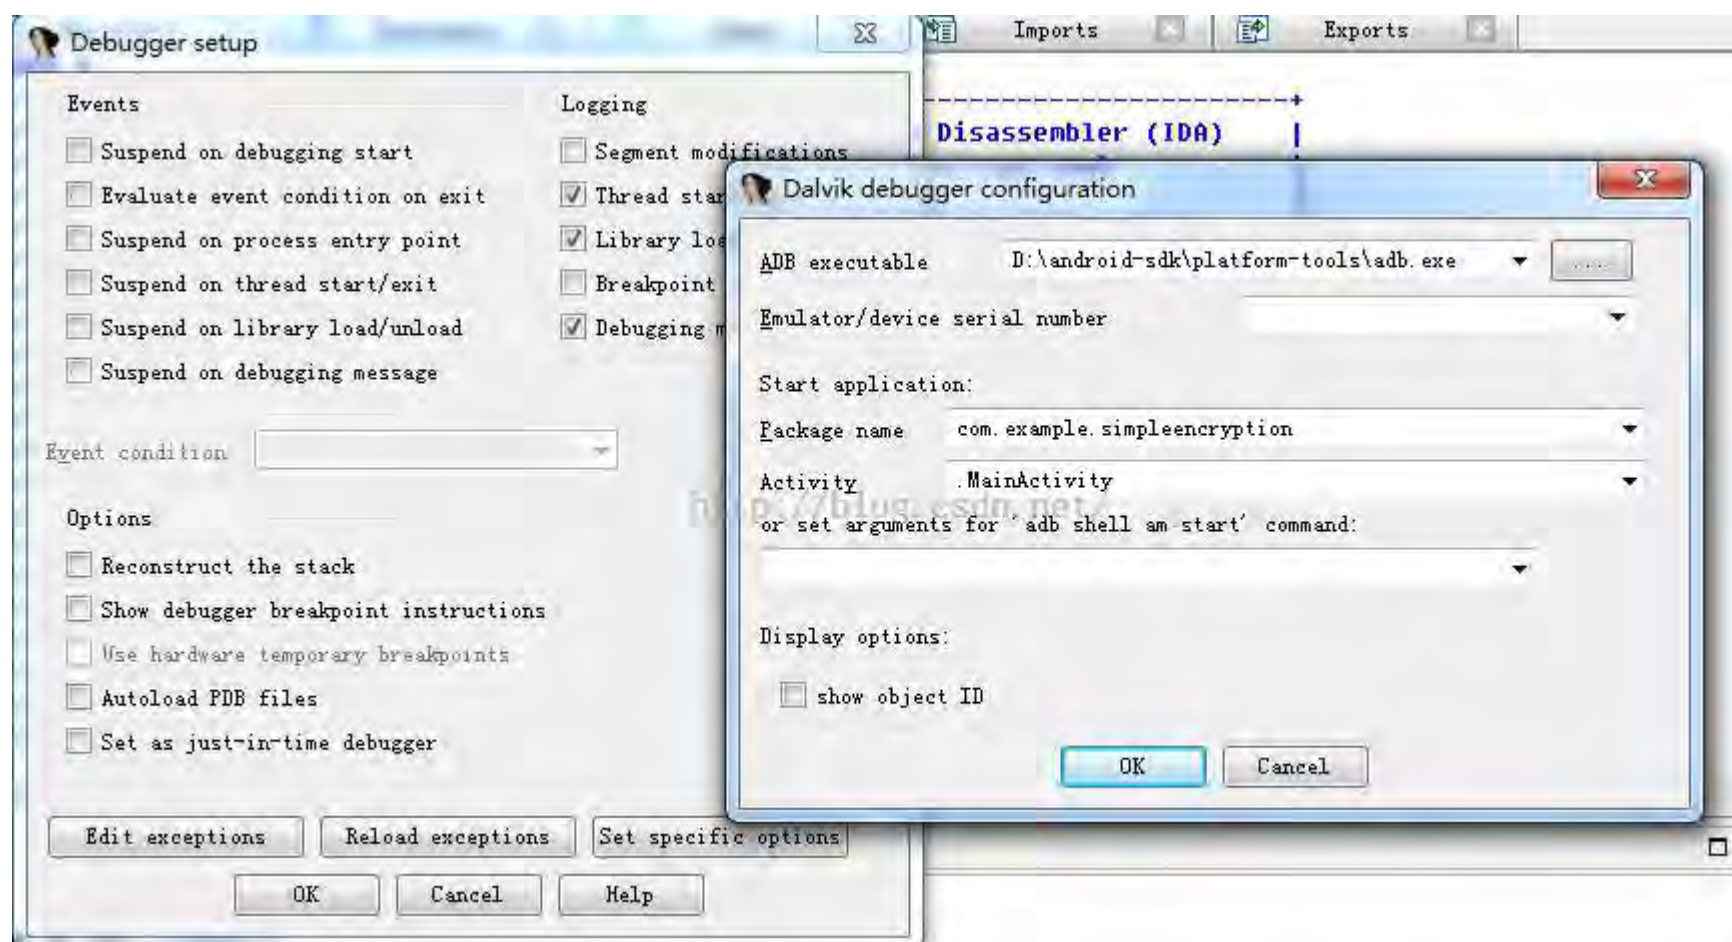 Debugger setup
Events
Suspend on debugging start
Evaluate event condition on exit
Suspend on process entry point
Suspend on thread start/exit
Suspend on library load/unload
Suspend on debugging message
Event condition
Options
Reconstruct the stack
Show debugger breakpoint instructions
Use hardware temporary breakpoints
Autoload PDB files
Set as just-in-time debugger
Edit exceptions
Reload exceptions
Set specific options
OK
Cancel
Help
Logging
Segment modifications
Thread star
Library loa
Breakpoint
Debugging m
Imports
Exports
Disassembler (IDA)
Dalvik debugger configuration
ADB executable
D:\android-sdk\platform-tools\adb.exe
....
Emulator/device serial number
Start application:
Package name
com.example.simpleencryption
Activity
.MainActivity
http://blog.csdn.net/
or set arguments for 'adb shell am start' command:
Display options:
show object ID
OK
Cancel